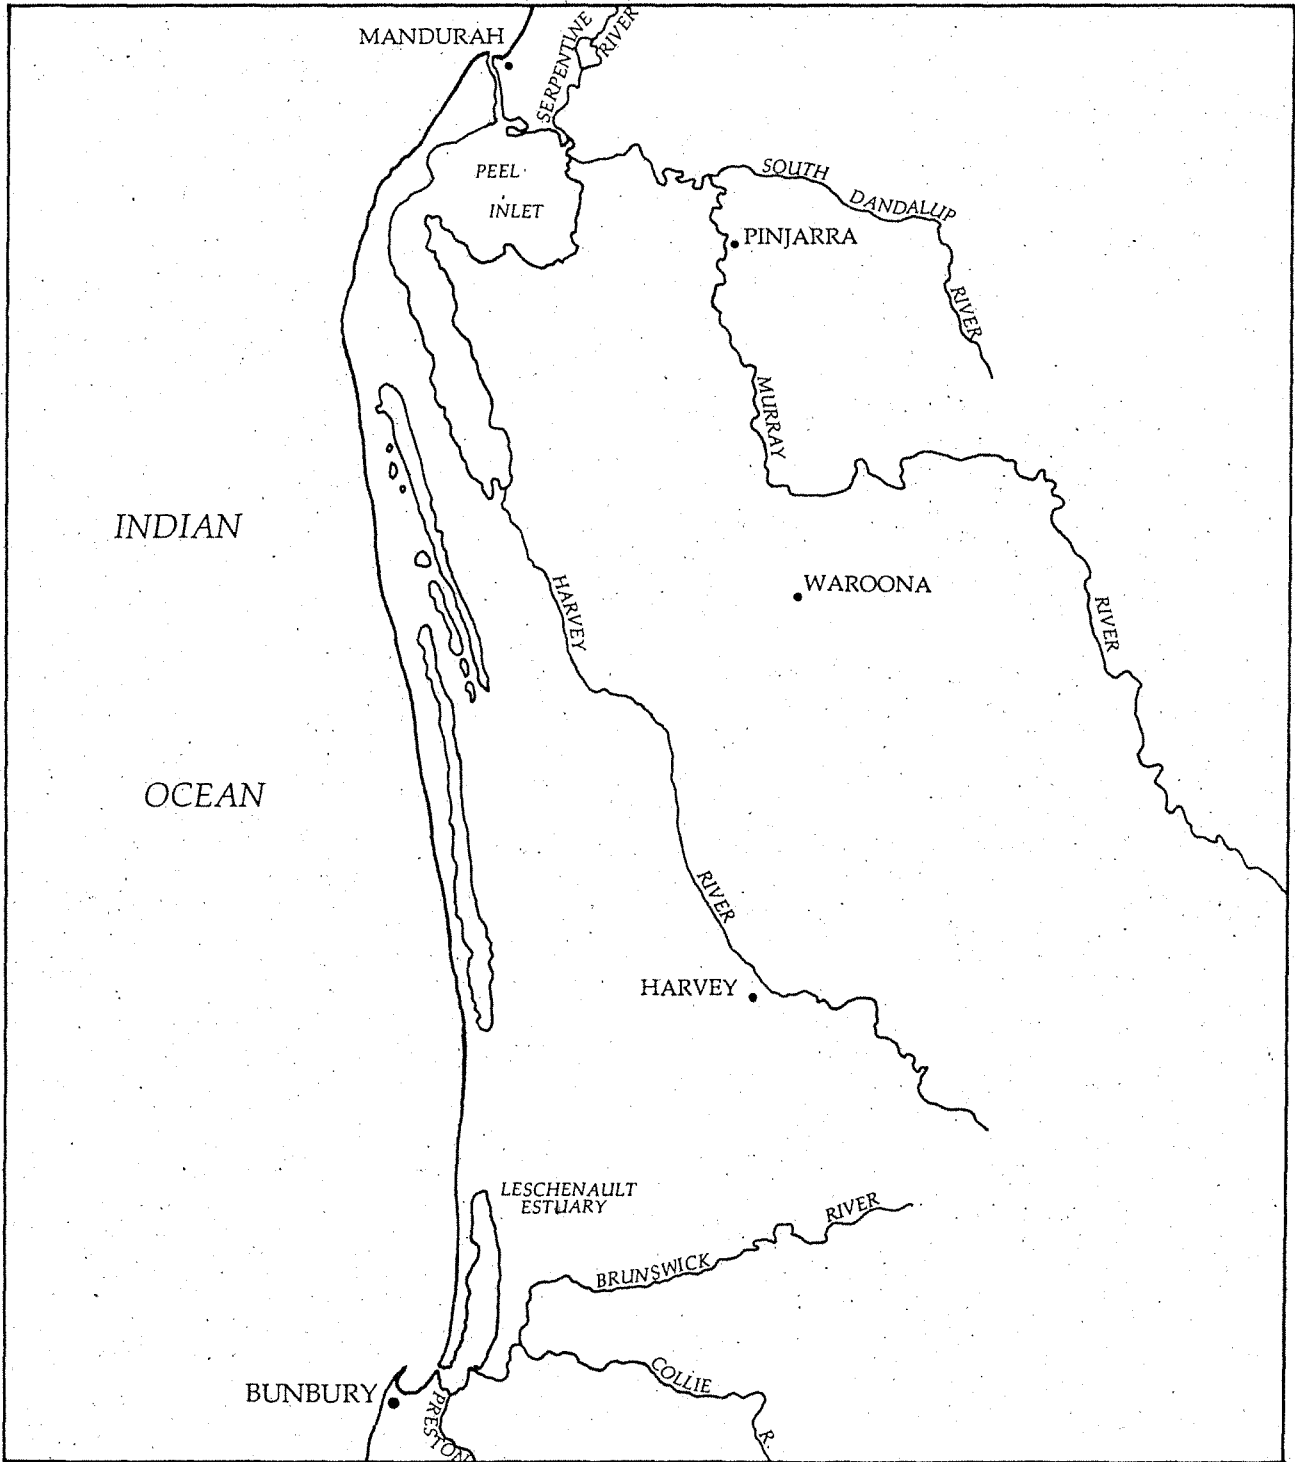 MANDURAH
SERPENTINE
RIVER
PEEL
INLET
SOUTH
DANDALUP
RIVER
PINJARRA
MURRAY
RIVER
INDIAN
OCEAN
WAROONA
HARVEY
RIVER
HARVEY
LESCHENAULT
ESTUARY
BRUNSWICK
RIVER
COLLIE
R.
BUNBURY
PRESTON